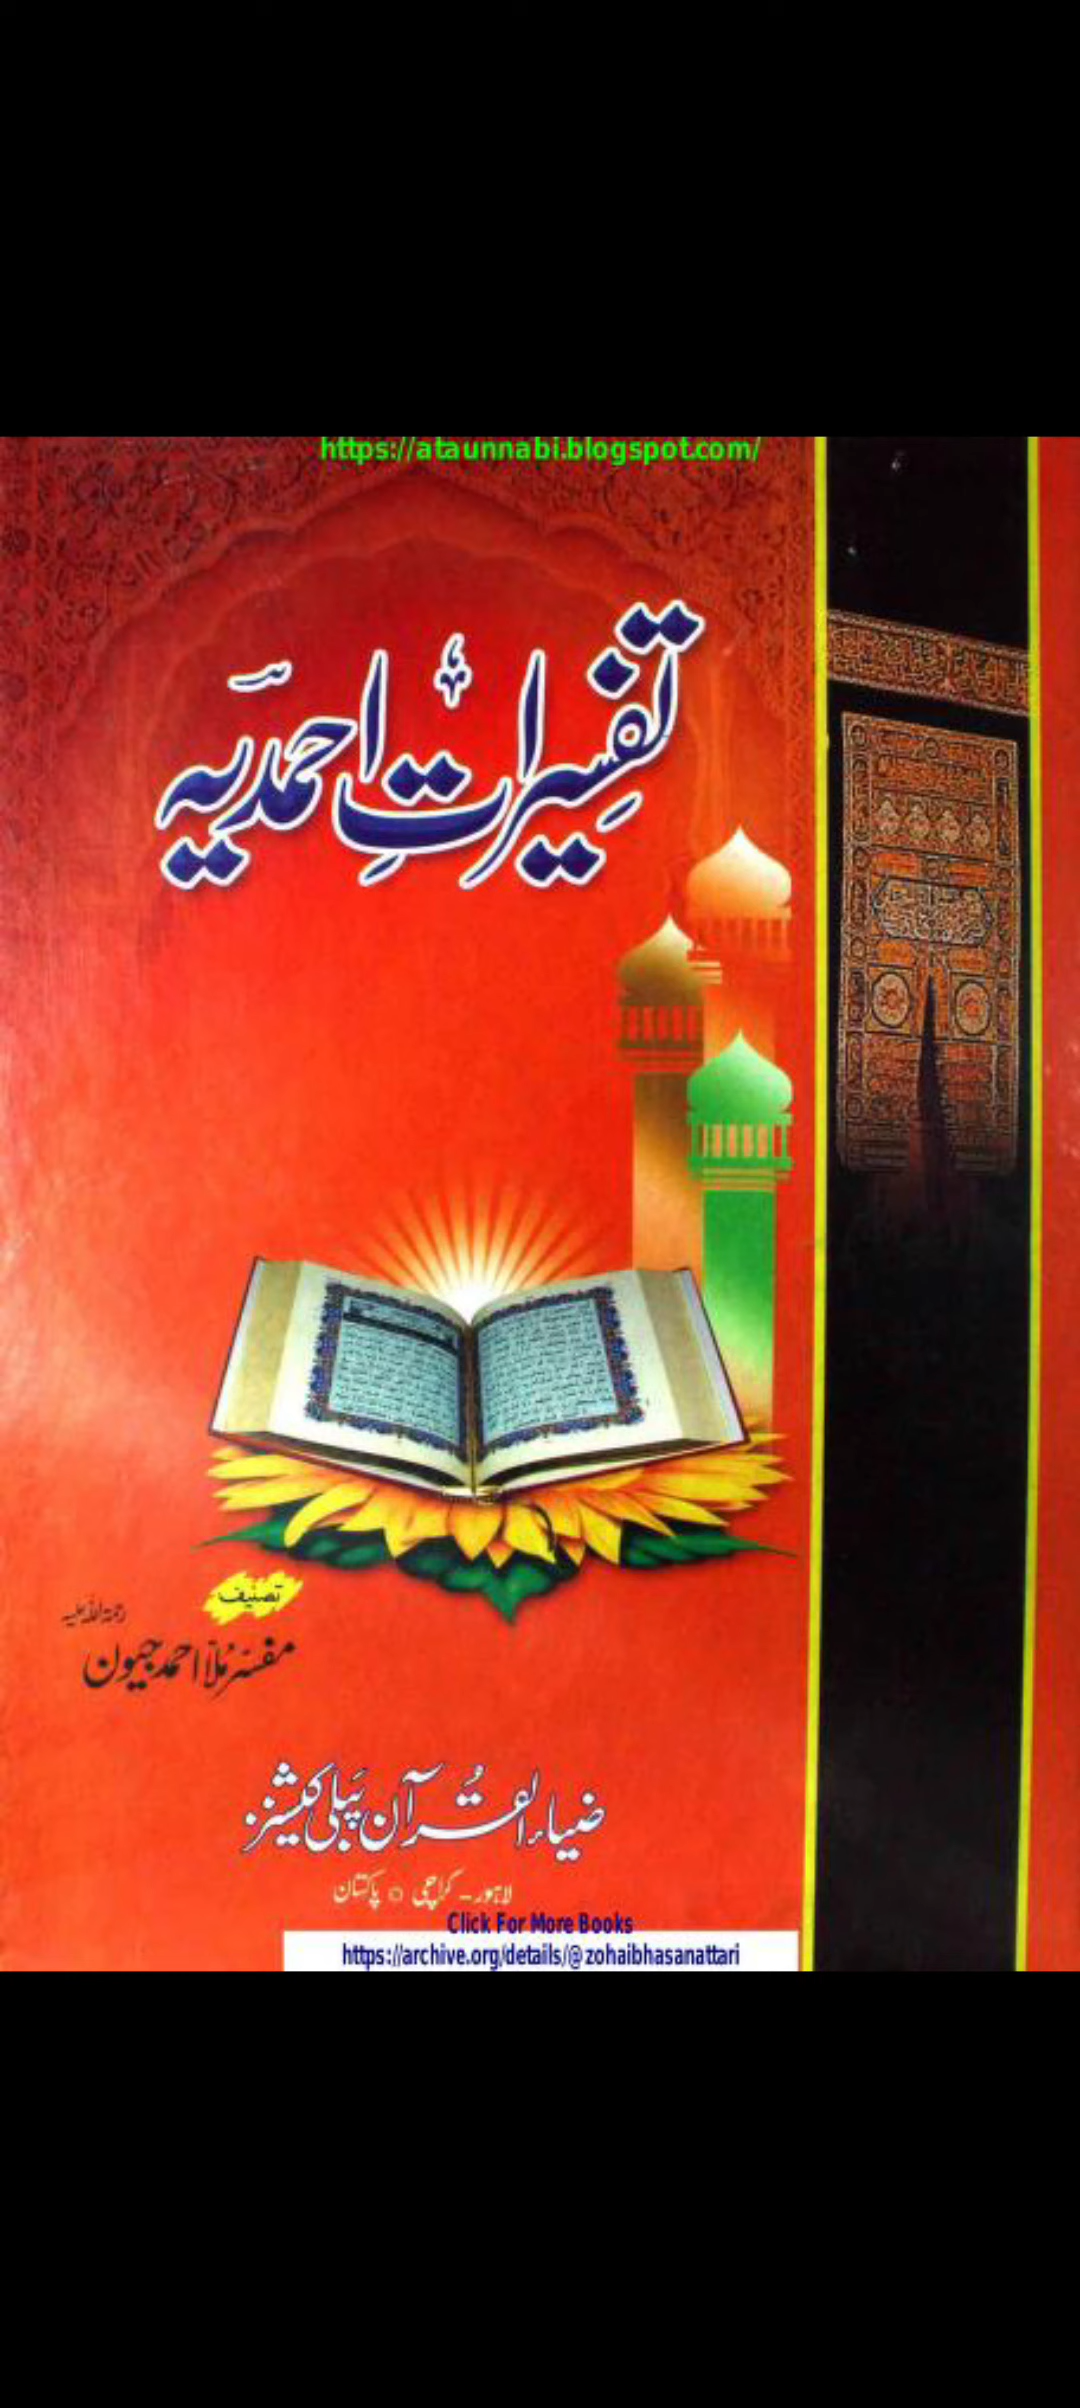 https://ataunnabi.blogspot.com/
تفسیراتِ احمدیہ
تصنیف
رحمۃ اللہ علیہ
مفسر مُلّا احمد جیون
ضیاء القرآن پبلی کیشنز
لاہور - کراچی ¤ پاکستان
Click For More Books
https://archive.org/details/@zohaibhasanattari